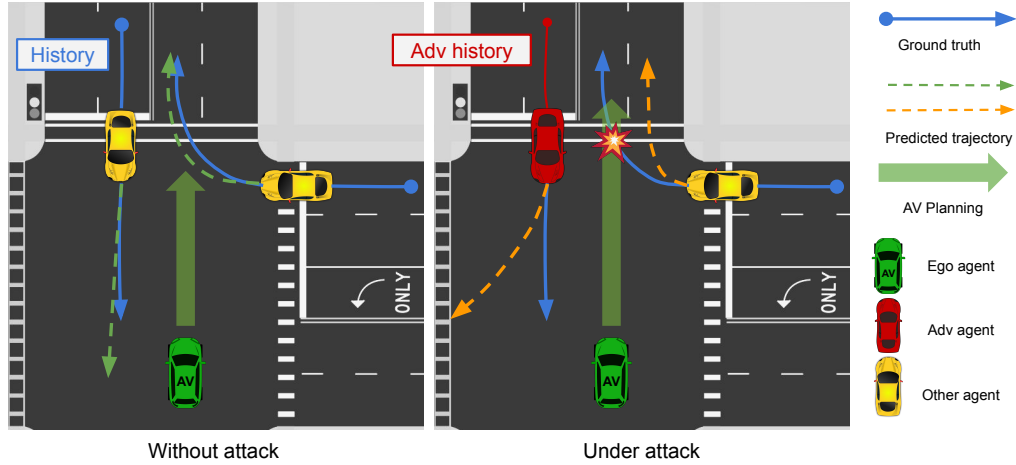 History
Adv history
Ground truth
Predicted trajectory
AV Planning
AV
Ego agent
Adv agent
Other agent
ONLY
ONLY
AV
AV
Without attack
Under attack